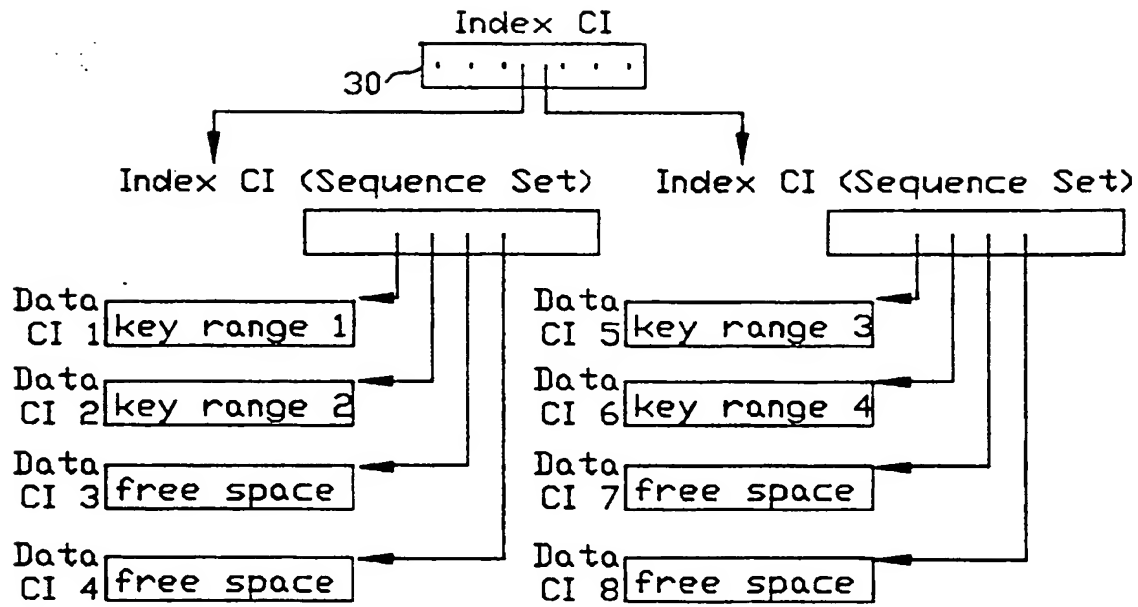 Index CI
30
Index CI (Sequence Set)
Index CI (Sequence Set)
Data
CI 1 key range 1
Data
CI 2 key range 2
Data
CI 3 free space
Data
CI 4 free space
Data
CI 5 key range 3
Data
CI 6 key range 4
Data
CI 7 free space
Data
CI 8 free space